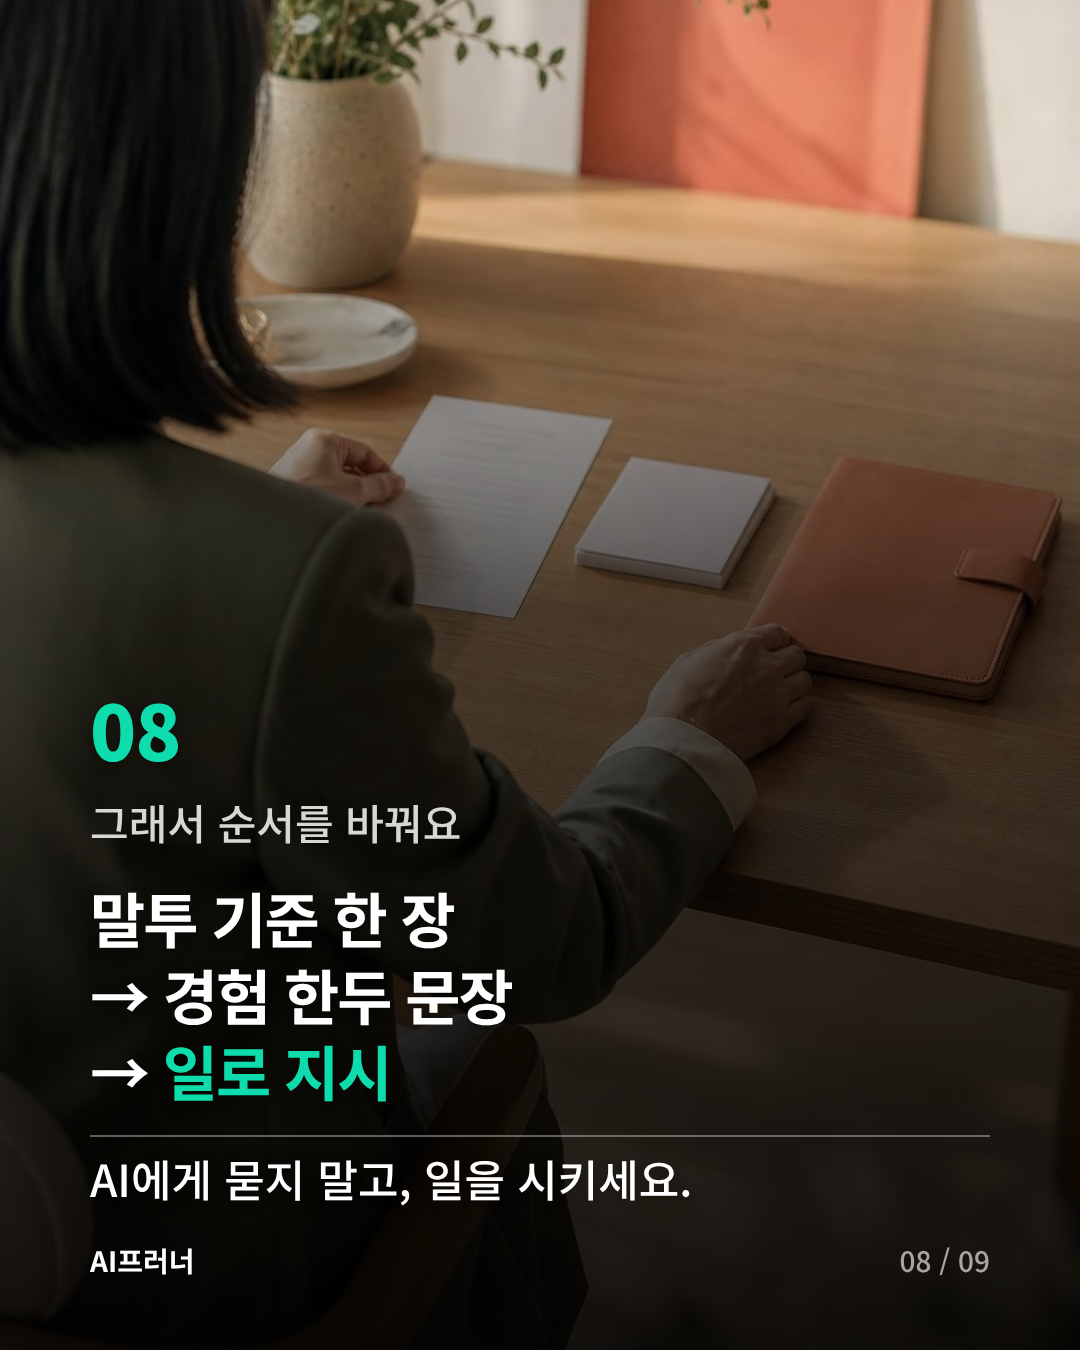 08
그래서 순서를 바꿔요
말투 기준 한 장
→ 경험 한두 문장
→ 일로 지시
AI에게 묻지 말고, 일을 시키세요.
AI프러너
08 / 09